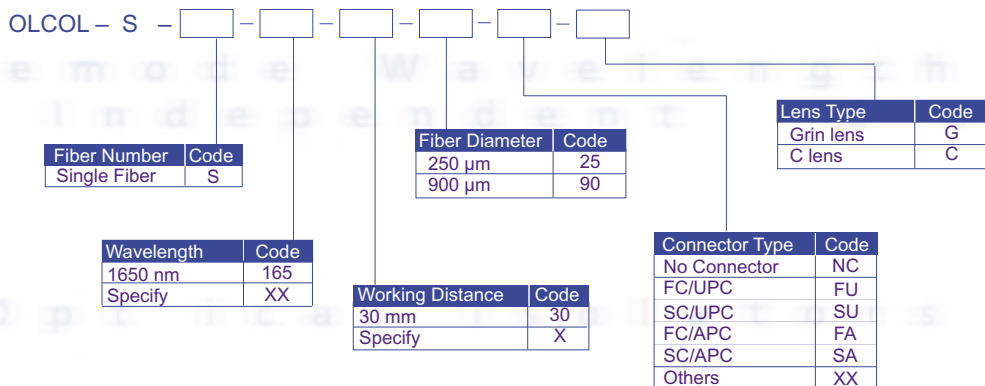 OLCOL – S – – – – – –
emode Wavelength
Independent
Lens Type Code
Grin lens G
C lens C
Fiber Diameter Code
250 µm 25
900 µm 90
Fiber Number Code
Single Fiber S
Wavelength Code
1650 nm 165
Specify XX
Connector Type Code
No Connector NC
FC/UPC FU
SC/UPC SU
FC/APC FA
SC/APC SA
Others XX
Working Distance Code
30 mm 30
Specify X
Optical Isolators